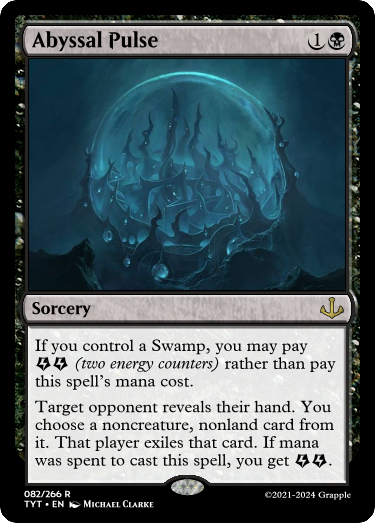 Abyssal Pulse 1
Sorcery
If you control a Swamp, you may pay
(two energy counters) rather than pay
this spell's mana cost.
Target opponent reveals their hand. You
choose a noncreature, nonland card from
it. That player exiles that card. If mana
was spent to cast this spell, you get .
082/266 R
TYT • EN Michael Clarke
©2021-2024 Grapple